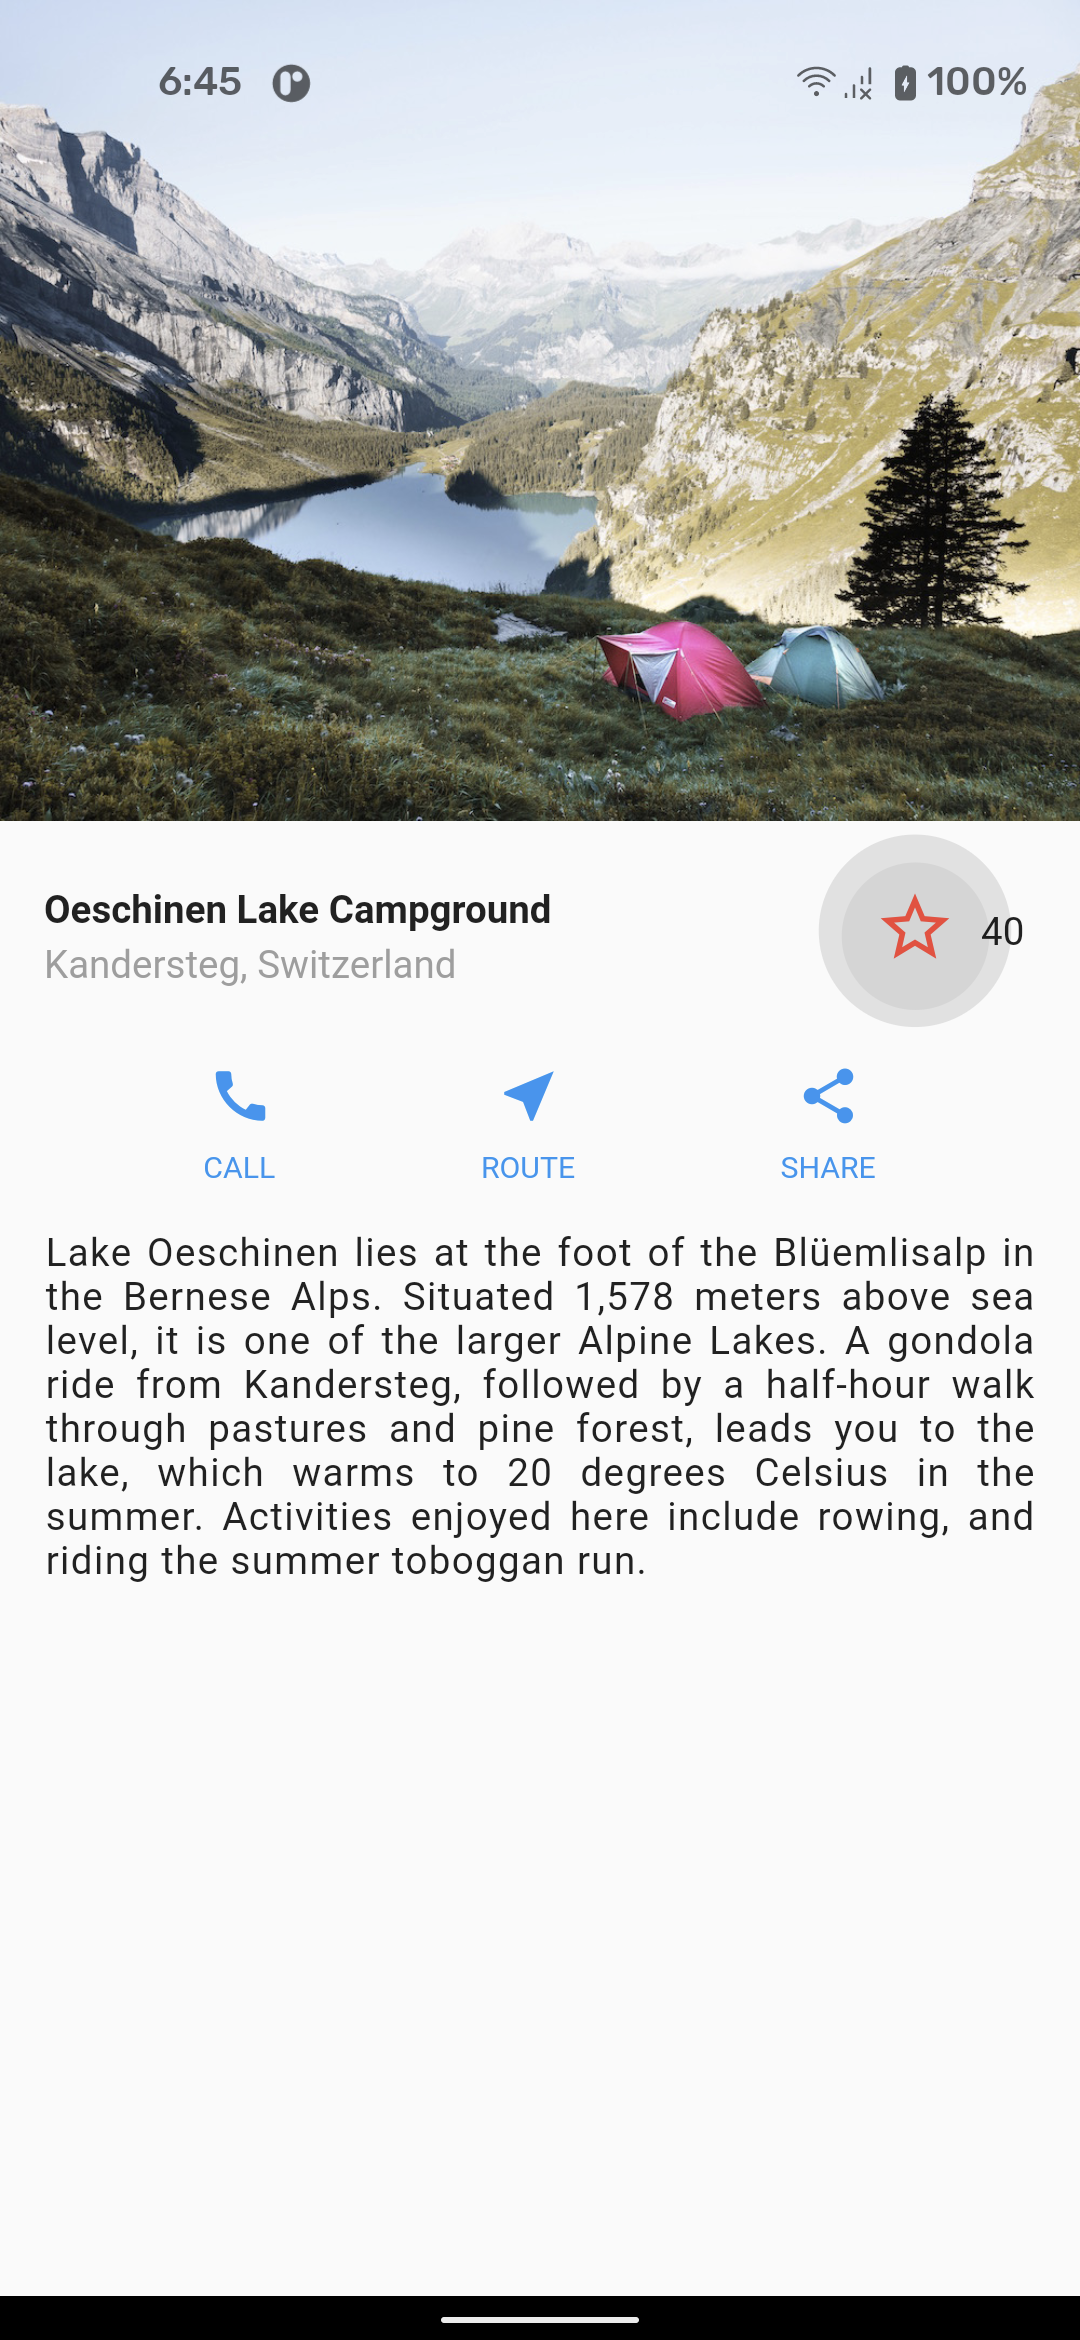 6:45 100%
Oeschinen Lake Campground
Kandersteg, Switzerland
40
CALL ROUTE SHARE
Lake Oeschinen lies at the foot of the Blüemlisalp in
the Bernese Alps. Situated 1,578 meters above sea
level, it is one of the larger Alpine Lakes. A gondola
ride from Kandersteg, followed by a half-hour walk
through pastures and pine forest, leads you to the
lake, which warms to 20 degrees Celsius in the
summer. Activities enjoyed here include rowing, and
riding the summer toboggan run.